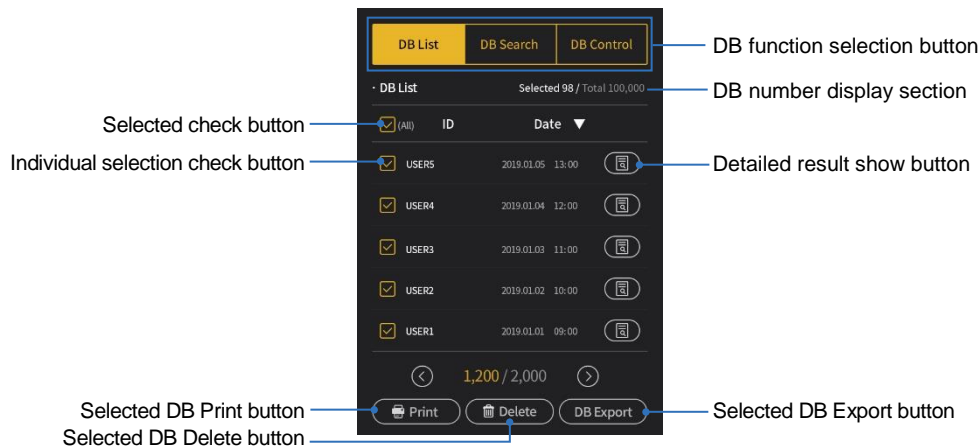 DB List DB Search DB Control
DB function selection button
· DB List Selected 98 / Total 100,000
DB number display section
Selected check button
(All) ID Date ▼
Individual selection check button
USER5 2019.01.05 13:00
Detailed result show button
USER4 2019.01.04 12:00
USER3 2019.01.03 11:00
USER2 2019.01.02 10:00
USER1 2019.01.01 09:00
1,200 / 2,000
Selected DB Print button
Print Delete DB Export
Selected DB Export button
Selected DB Delete button